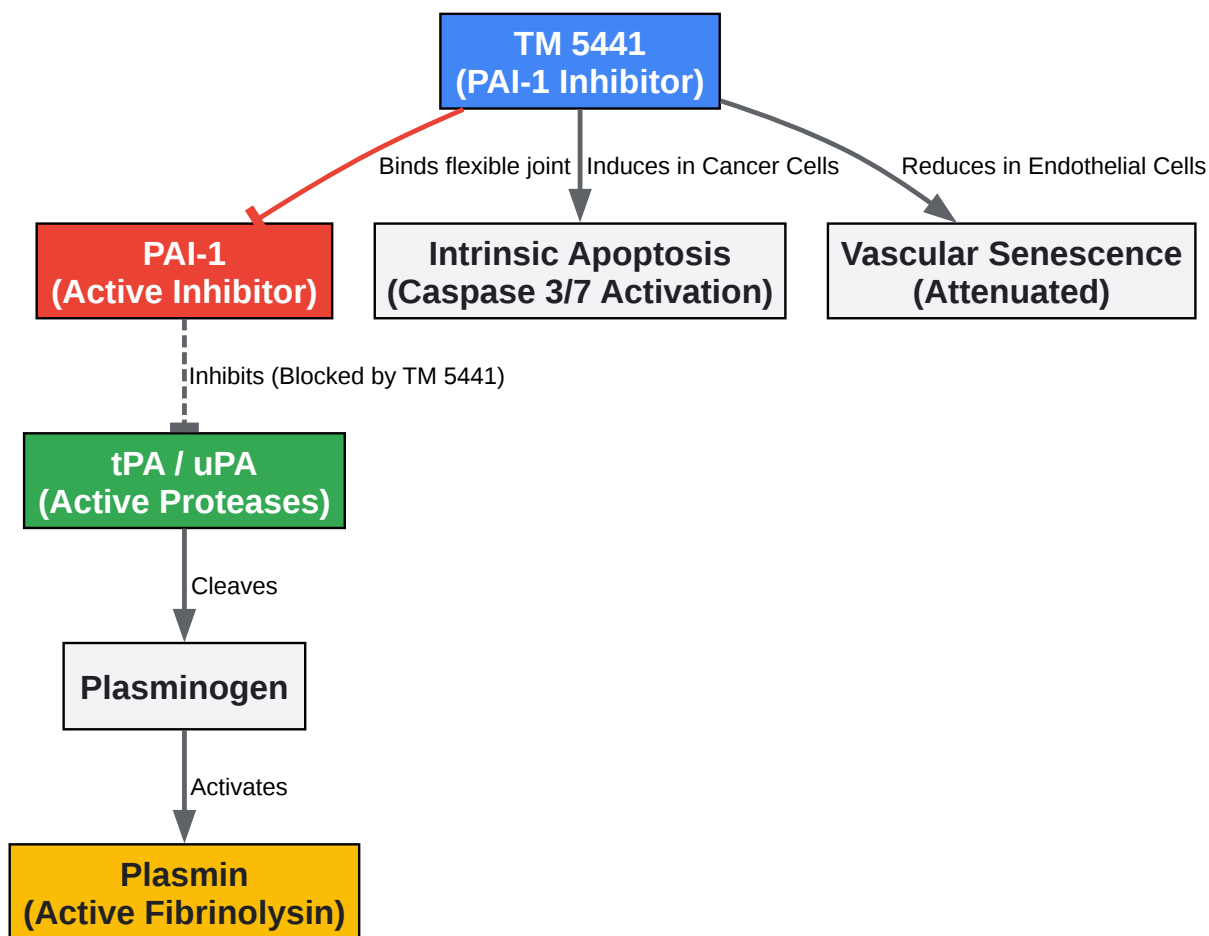 TM 5441
(PAI-1 Inhibitor)
Binds flexible joint
Induces in Cancer Cells
Reduces in Endothelial Cells
PAI-1
(Active Inhibitor)
Intrinsic Apoptosis
(Caspase 3/7 Activation)
Vascular Senescence
(Attenuated)
Inhibits (Blocked by TM 5441)
tPA / uPA
(Active Proteases)
Cleaves
Plasminogen
Activates
Plasmin
(Active Fibrinolysin)